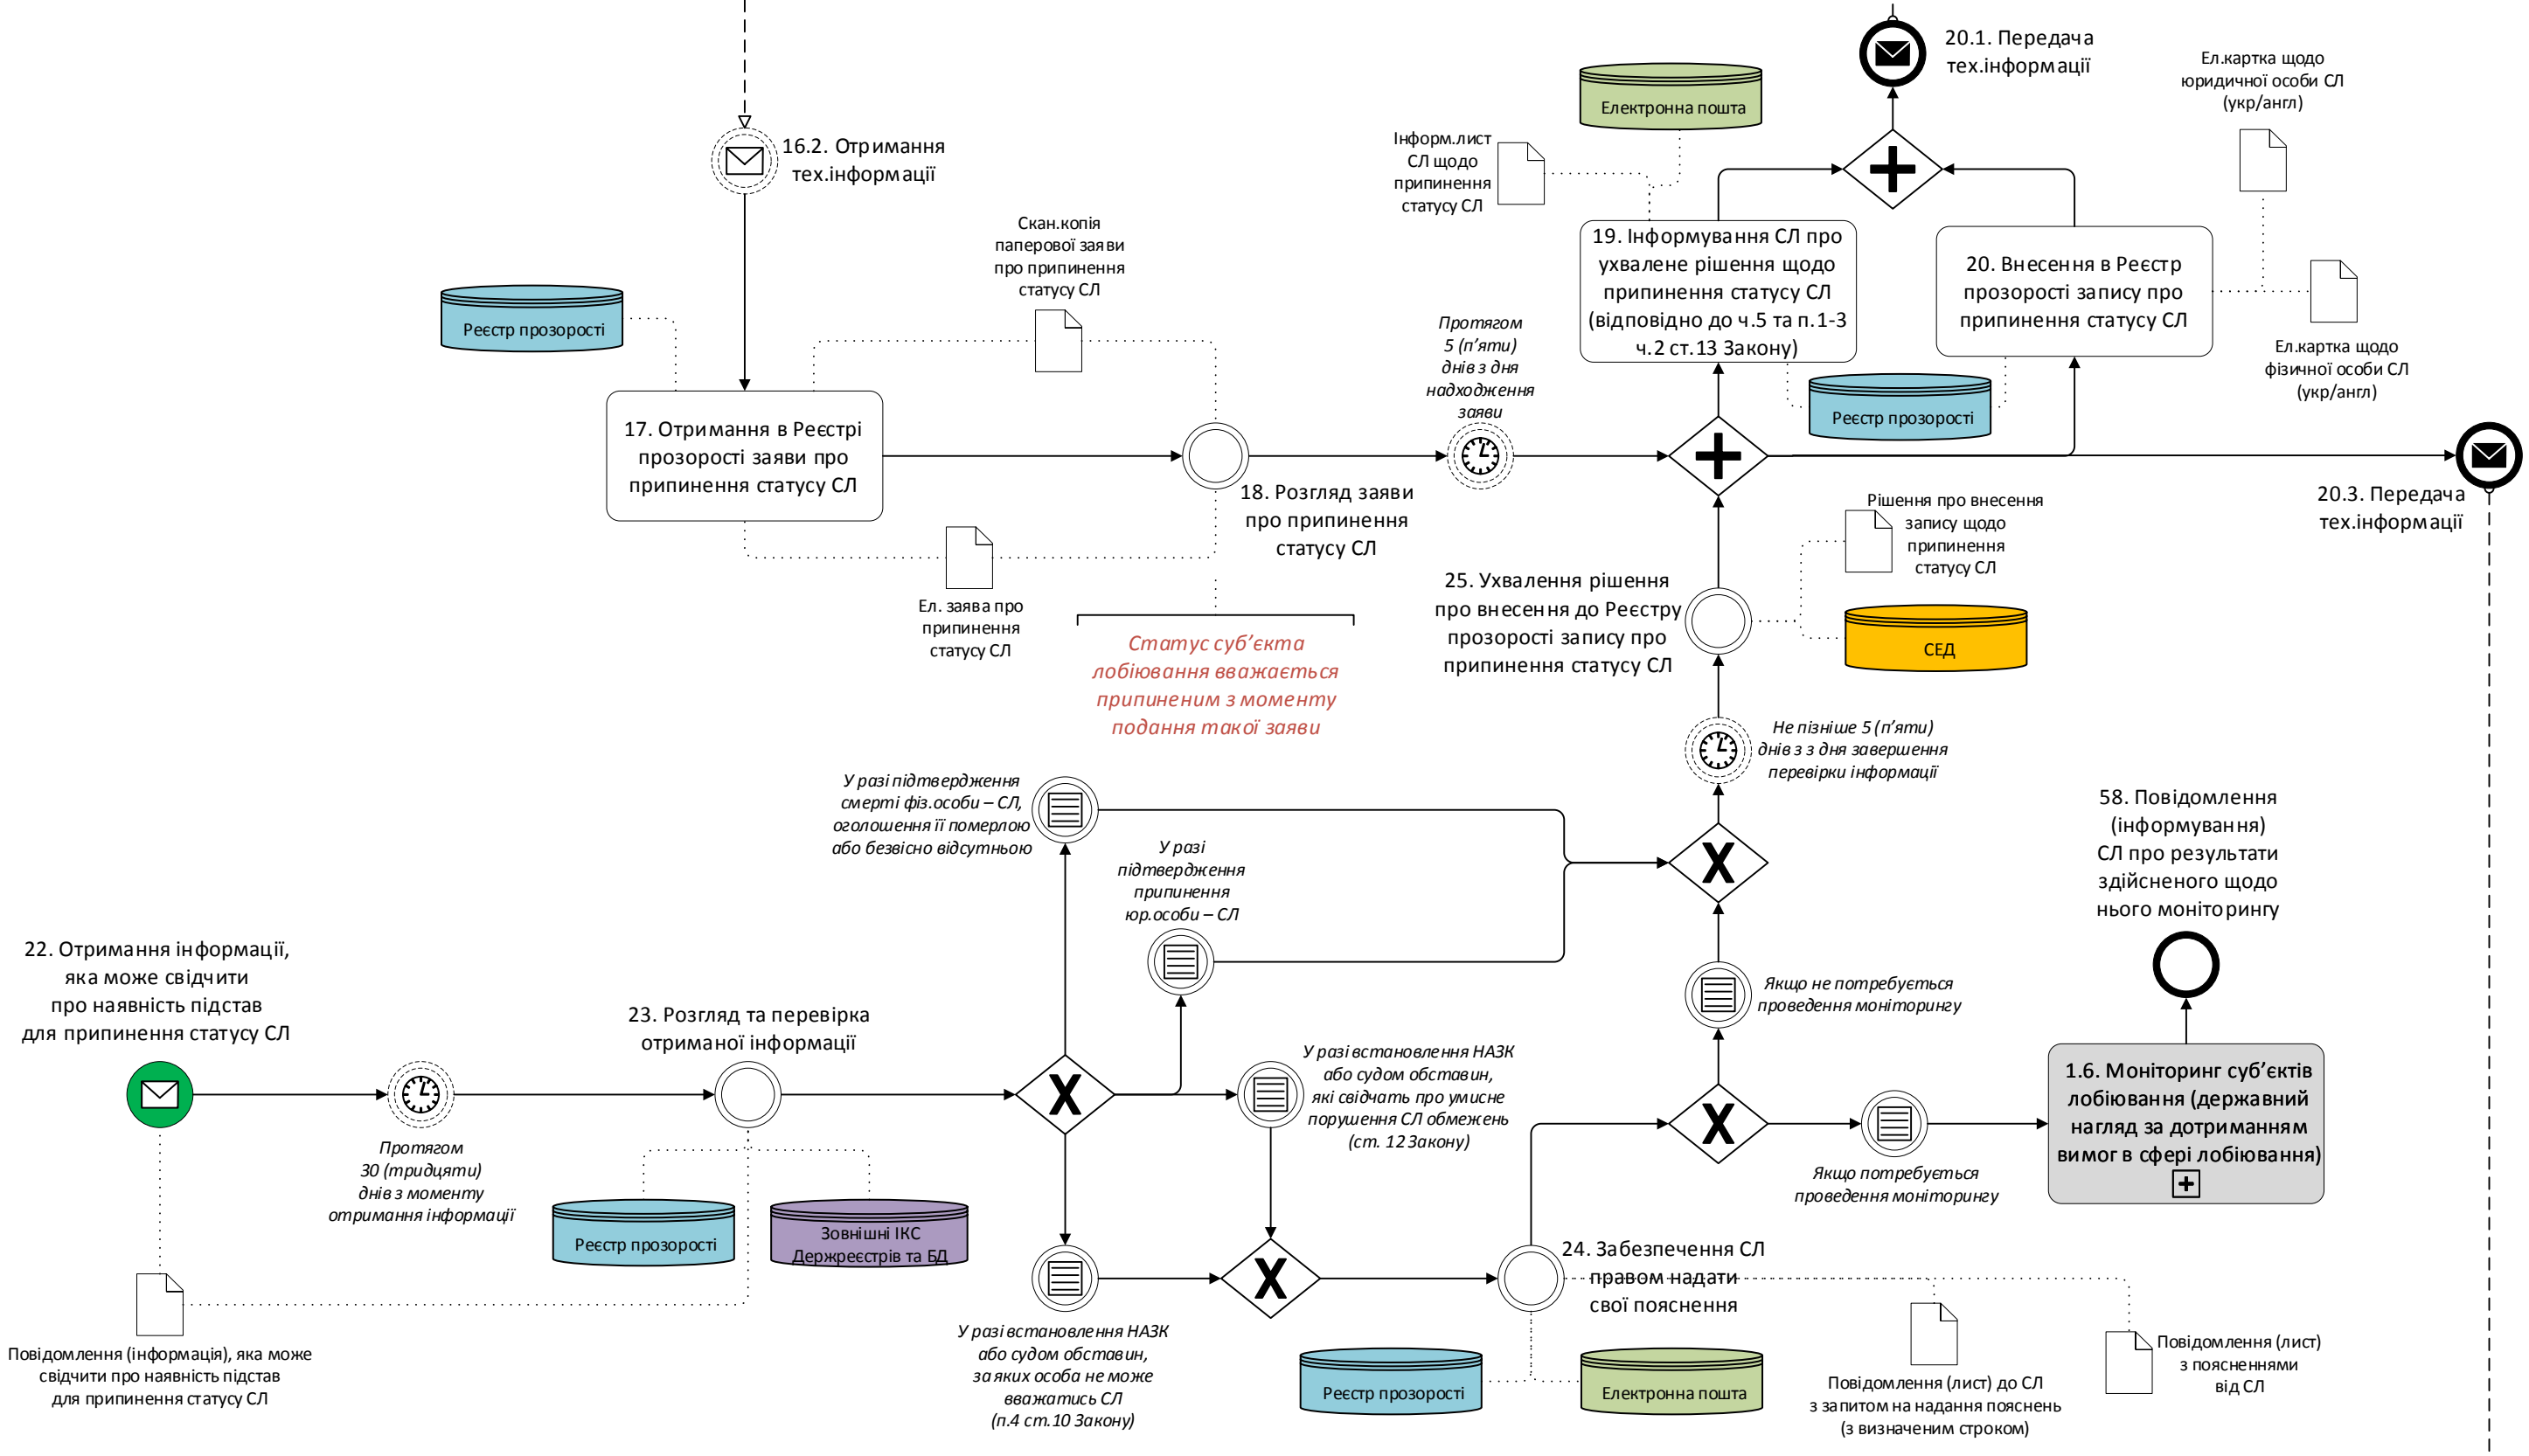 20.1. Передача
тех.інформації
Ел.картка щодо
юридичної особи СЛ
(укр/англ)
Електронна пошта
Інформ.лист
СЛ щодо
припинення
статусу СЛ
16.2. Отримання
тех.інформації
Скан.копія
паперової заяви
про припинення
статусу СЛ
19. Інформування СЛ про
ухвалене рішення щодо
припинення статусу СЛ
(відповідно до ч.5 та п.1-3
ч.2 ст.13 Закону)
20. Внесення в Реєстр
прозорості запису про
припинення статусу СЛ
Реєстр прозорості
Протягом
5 (п’яти)
днів з дня
надходження
заяви
Ел.картка щодо
фізичної особи СЛ
(укр/англ)
Реєстр прозорості
17. Отримання в Реєстрі
прозорості заяви про
припинення статусу СЛ
18. Розгляд заяви
про припинення
статусу СЛ
20.3. Передача
тех.інформації
Рішення про внесення
запису щодо
припинення
статусу СЛ
Ел. заява про
припинення
статусу СЛ
25. Ухвалення рішення
про внесення до Реєстру
прозорості запису про
припинення статусу СЛ
СЕД
Статус суб’єкта
лобіювання вважається
припиненим з моменту
подання такої заяви
Не пізніше 5 (п’яти)
днів з з дня завершення
перевірки інформації
У разі підтвердження
смерті фіз.особи – СЛ,
оголошення її померлою
або безвісно відсутньою
У разі
підтвердження
припинення
юр.особи – СЛ
58. Повідомлення
(інформування)
СЛ про результати
здійсненого щодо
нього моніторингу
22. Отримання інформації,
яка може свідчити
про наявність підстав
для припинення статусу СЛ
23. Розгляд та перевірка
отриманої інформації
Якщо не потребується
проведення моніторингу
У разі встановлення НАЗК
або судом обставин,
які свідчать про умисне
порушення СЛ обмежень
(ст. 12 Закону)
1.6. Моніторинг суб’єктів
лобіювання (державний
нагляд за дотриманням
вимог в сфері лобіювання)
Протягом
30 (тридцяти)
днів з моменту
отримання інформації
Якщо потребується
проведення моніторингу
Реєстр прозорості
Зовнішні ІКС
Держреєстрів та БД
24. Забезпечення СЛ
правом надати
свої пояснення
У разі встановлення НАЗК
або судом обставин,
за яких особа не може
вважатись СЛ
(п.4 ст.10 Закону)
Повідомлення (інформація), яка може
свідчити про наявність підстав
для припинення статусу СЛ
Реєстр прозорості
Електронна пошта
Повідомлення (лист) до СЛ
з запитом на надання пояснень
(з визначеним строком)
Повідомлення (лист)
з поясненнями
від СЛ